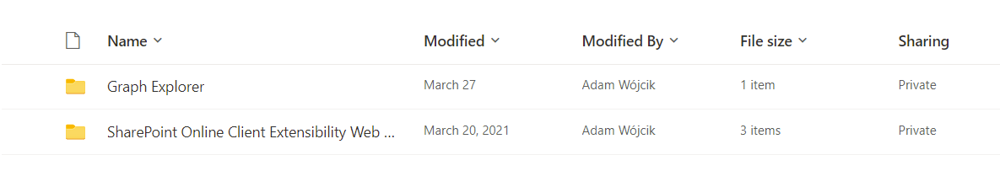 Name Modified Modified By File size Sharing
Graph Explorer March 27 Adam Wójcik 1 item Private
SharePoint Online Client Extensibility Web ... March 20, 2021 Adam Wójcik 3 items Private